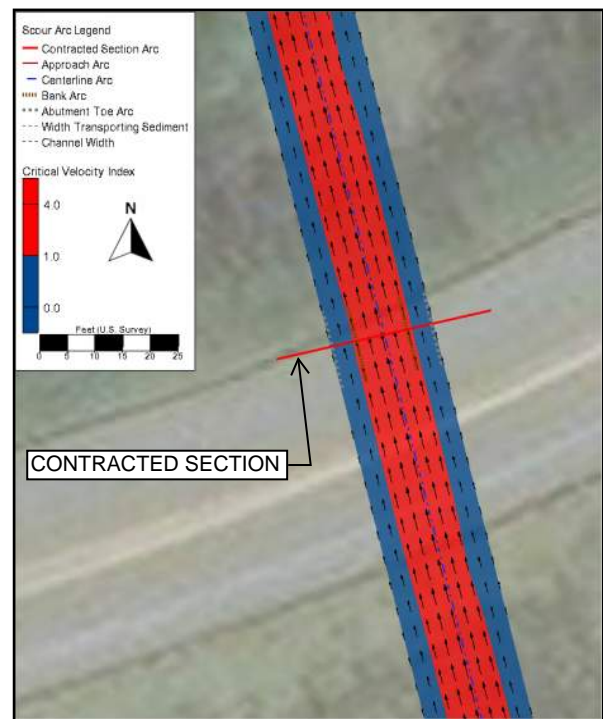 Scour Arc Legend
Contracted Section Arc
Approach Arc
Centerline Arc
Bank Arc
Abutment Toe Arc
Width Transporting Sediment
Channel Width
Critical Velocity Index
4.0
1.0
0.0
N
Feet (U.S. Survey)
0 5 10 15 20 25
CONTRACTED SECTION